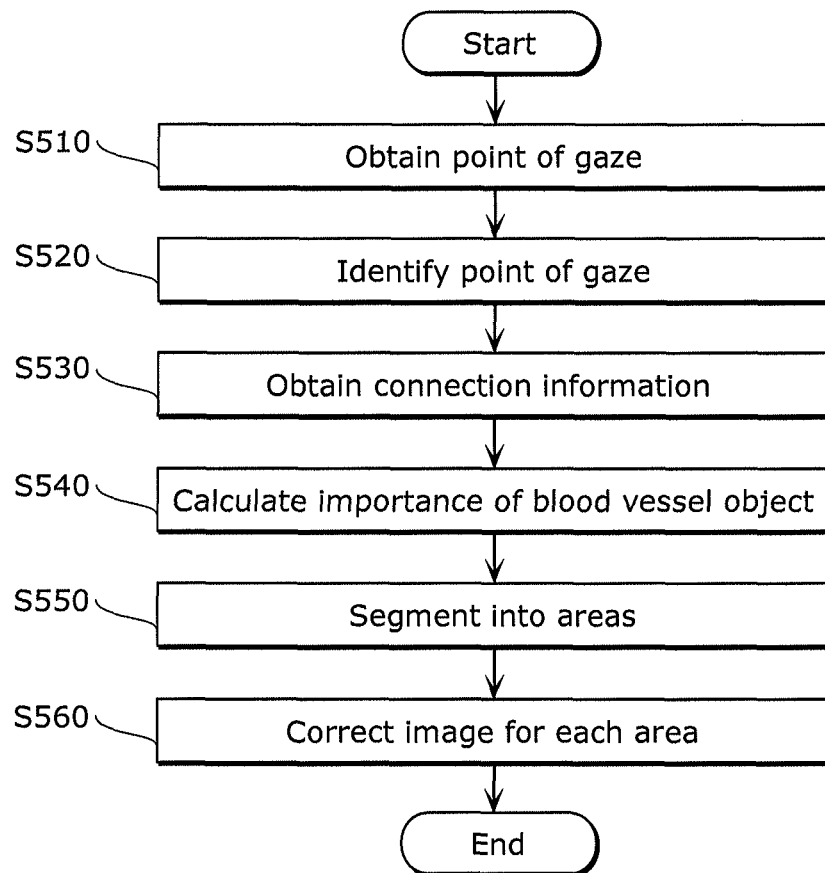 Start
S510
Obtain point of gaze
S520
Identify point of gaze
S530
Obtain connection information
S540
Calculate importance of blood vessel object
S550
Segment into areas
S560
Correct image for each area
End